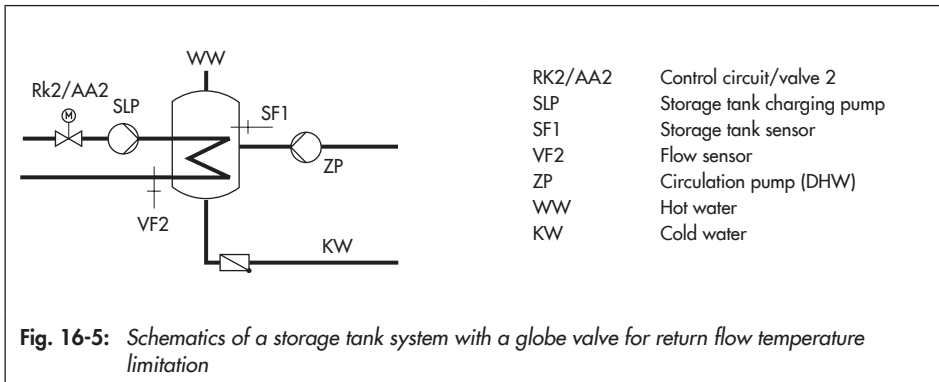 WW
Rk2/AA2
M
SLP
SF1
ZP
VF2
KW
RK2/AA2 Control circuit/valve 2
SLP Storage tank charging pump
SF1 Storage tank sensor
VF2 Flow sensor
ZP Circulation pump (DHW)
WW Hot water
KW Cold water
Fig. 16-5: Schematics of a storage tank system with a globe valve for return flow temperature
limitation